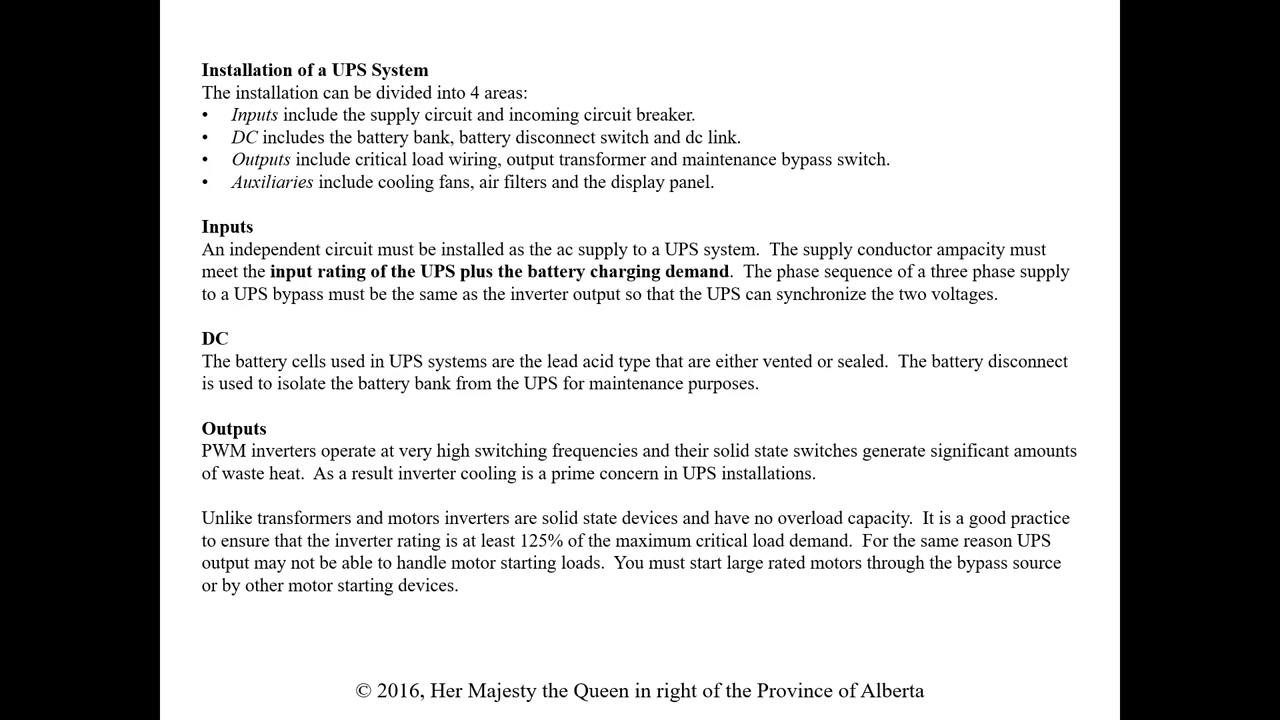 Installation of a UPS System
The installation can be divided into 4 areas:
• Inputs include the supply circuit and incoming circuit breaker.
• DC includes the battery bank, battery disconnect switch and dc link.
• Outputs include critical load wiring, output transformer and maintenance bypass switch.
• Auxiliaries include cooling fans, air filters and the display panel.
Inputs
An independent circuit must be installed as the ac supply to a UPS system.  The supply conductor ampacity must
meet the input rating of the UPS plus the battery charging demand.  The phase sequence of a three phase supply
to a UPS bypass must be the same as the inverter output so that the UPS can synchronize the two voltages.
DC
The battery cells used in UPS systems are the lead acid type that are either vented or sealed.  The battery disconnect
is used to isolate the battery bank from the UPS for maintenance purposes.
Outputs
PWM inverters operate at very high switching frequencies and their solid state switches generate significant amounts
of waste heat.  As a result inverter cooling is a prime concern in UPS installations.
Unlike transformers and motors inverters are solid state devices and have no overload capacity.  It is a good practice
to ensure that the inverter rating is at least 125% of the maximum critical load demand.  For the same reason UPS
output may not be able to handle motor starting loads.  You must start large rated motors through the bypass source
or by other motor starting devices.
© 2016, Her Majesty the Queen in right of the Province of Alberta